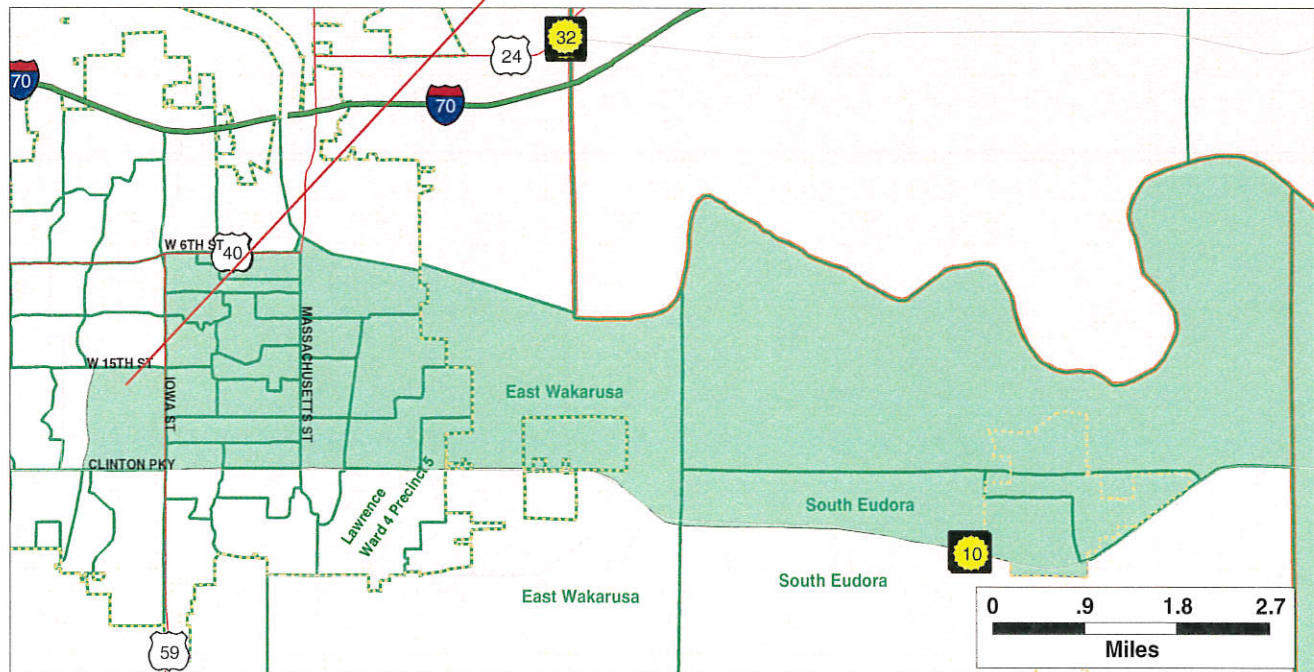 32
24
70
70
W 6TH ST
40
MASSACHUSETTS ST
W 15TH ST
IOWA ST
East Wakarusa
CLINTON PKY
Lawrence
Ward 4 Precinct 5
South Eudora
10
South Eudora
East Wakarusa
0 .9 1.8 2.7
Miles
59